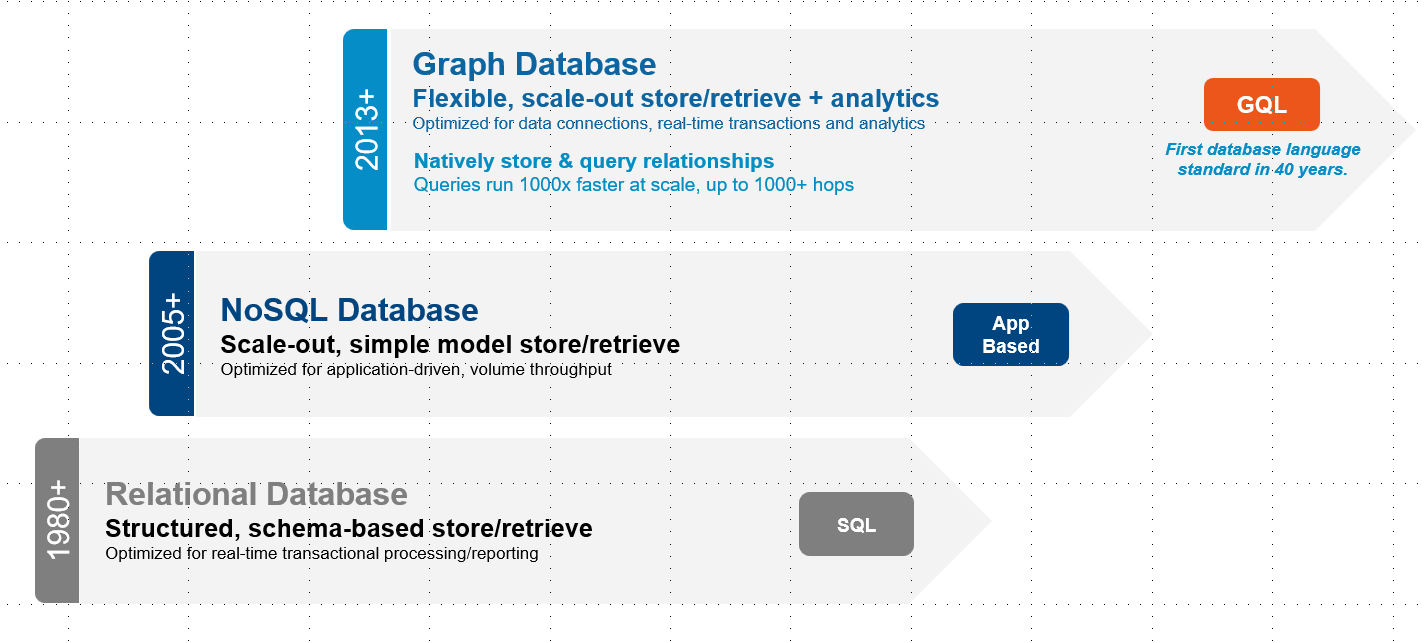 2013+
Graph Database
Flexible, scale-out store/retrieve + analytics
Optimized for data connections, real-time transactions and analytics
Natively store & query relationships
Queries run 1000x faster at scale, up to 1000+ hops
GQL
First database language
standard in 40 years.
2005+
NoSQL Database
Scale-out, simple model store/retrieve
Optimized for application-driven, volume throughput
App
Based
1980+
Relational Database
Structured, schema-based store/retrieve
Optimized for real-time transactional processing/reporting
SQL